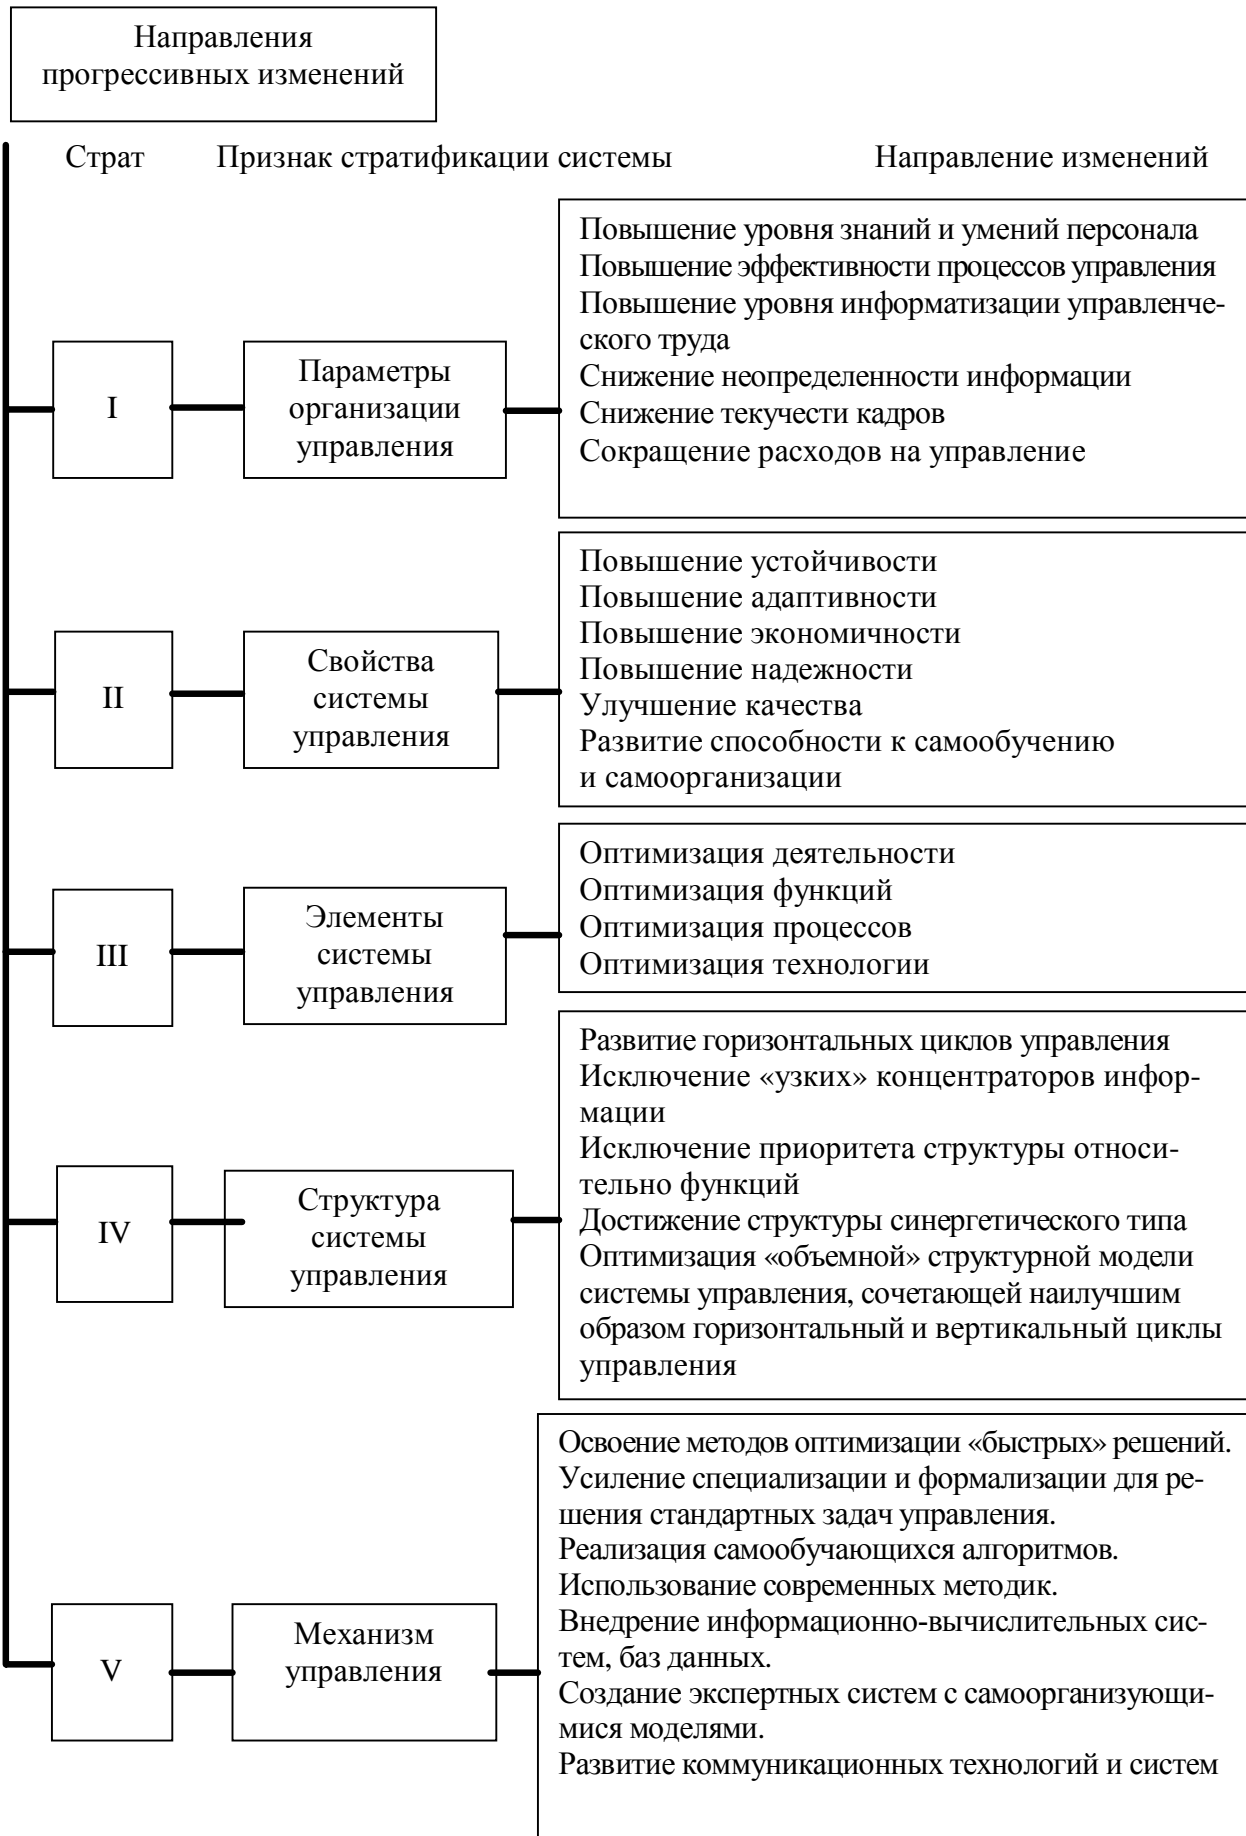 Направления
прогрессивных изменений
Страт Признак стратификации системы Направление изменений
I
Параметры
организации
управления
Повышение уровня знаний и умений персонала
Повышение эффективности процессов управления
Повышение уровня информатизации управленче-
ского труда
Снижение неопределенности информации
Снижение текучести кадров
Сокращение расходов на управление
II
Свойства
системы
управления
Повышение устойчивости
Повышение адаптивности
Повышение экономичности
Повышение надежности
Улучшение качества
Развитие способности к самообучению
и самоорганизации
III
Элементы
системы
управления
Оптимизация деятельности
Оптимизация функций
Оптимизация процессов
Оптимизация технологии
IV
Структура
системы
управления
Развитие горизонтальных циклов управления
Исключение «узких» концентраторов инфор-
мации
Исключение приоритета структуры относи-
тельно функций
Достижение структуры синергетического типа
Оптимизация «объемной» структурной модели
системы управления, сочетающей наилучшим
образом горизонтальный и вертикальный циклы
управления
V
Механизм
управления
Освоение методов оптимизации «быстрых» решений.
Усиление специализации и формализации для ре-
шения стандартных задач управления.
Реализация самообучающихся алгоритмов.
Использование современных методик.
Внедрение информационно-вычислительных сис-
тем, баз данных.
Создание экспертных систем с самоорганизующи-
мися моделями.
Развитие коммуникационных технологий и систем